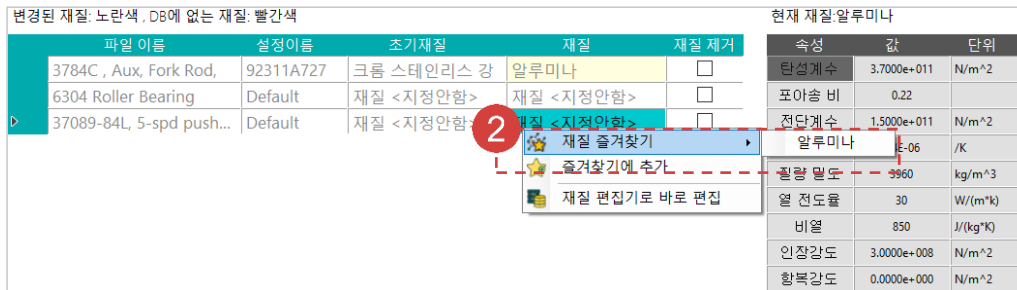 변경된 재질: 노란색 , DB에 없는 재질: 빨간색
현재 재질:알루미나
파일 이름 설정이름 초기재질 재질 재질 제거
속성 값 단위
3784C , Aux, Fork Rod, 92311A727 크롬 스테인리스 강 알루미나
탄성계수 3.7000e+011 N/m^2
6304 Roller Bearing Default 재질 <지정안함> 재질 <지정안함>
포아송 비 0.22
37089-84L, 5-spd push... Default 재질 <지정안함> 재질 <지정안함>
전단계수 1.5000e+011 N/m^2
2
재질 즐겨찾기
알루미나
E-06 /K
즐겨찾기에 추가
질량 밀도 3960 kg/m^3
재질 편집기로 바로 편집
열 전도율 30 W/(m*k)
비열 850 J/(kg*K)
인장강도 3.0000e+008 N/m^2
항복강도 0.0000e+000 N/m^2